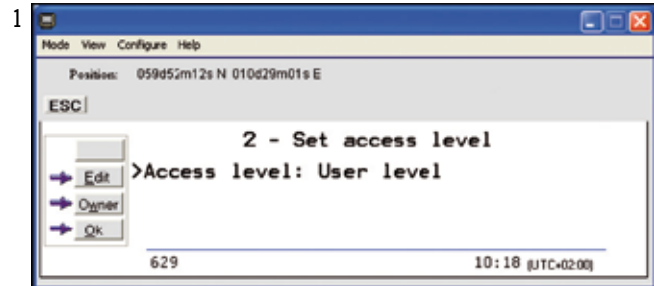 1
Mode View Configure Help
Position: 059d52m12s N 010d29m01s E
ESC
2 - Set access level
Edit >Access level: User level
Owner
Ok
629 10:18 (UTC+02:00)